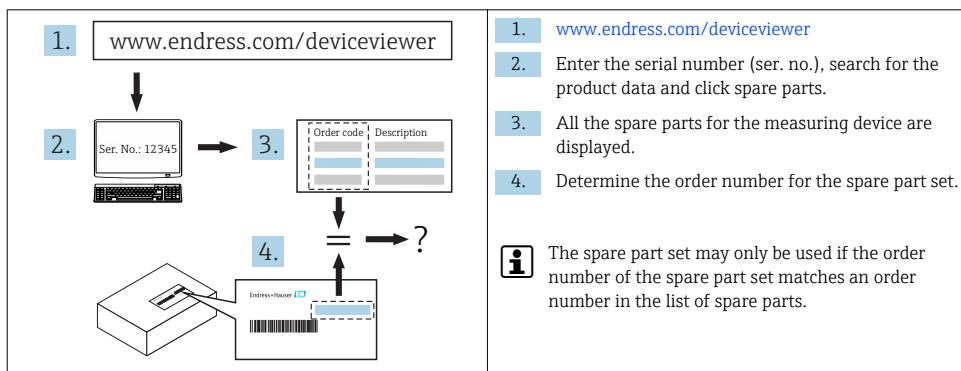 1. www.endress.com/deviceviewer
2. Ser. No.: 12345
3. Order code Description
= ?
4.
Endress+Hauser EH
1. www.endress.com/deviceviewer
2. Enter the serial number (ser. no.), search for the
product data and click spare parts.
3. All the spare parts for the measuring device are
displayed.
4. Determine the order number for the spare part set.
The spare part set may only be used if the order
number of the spare part set matches an order
number in the list of spare parts.